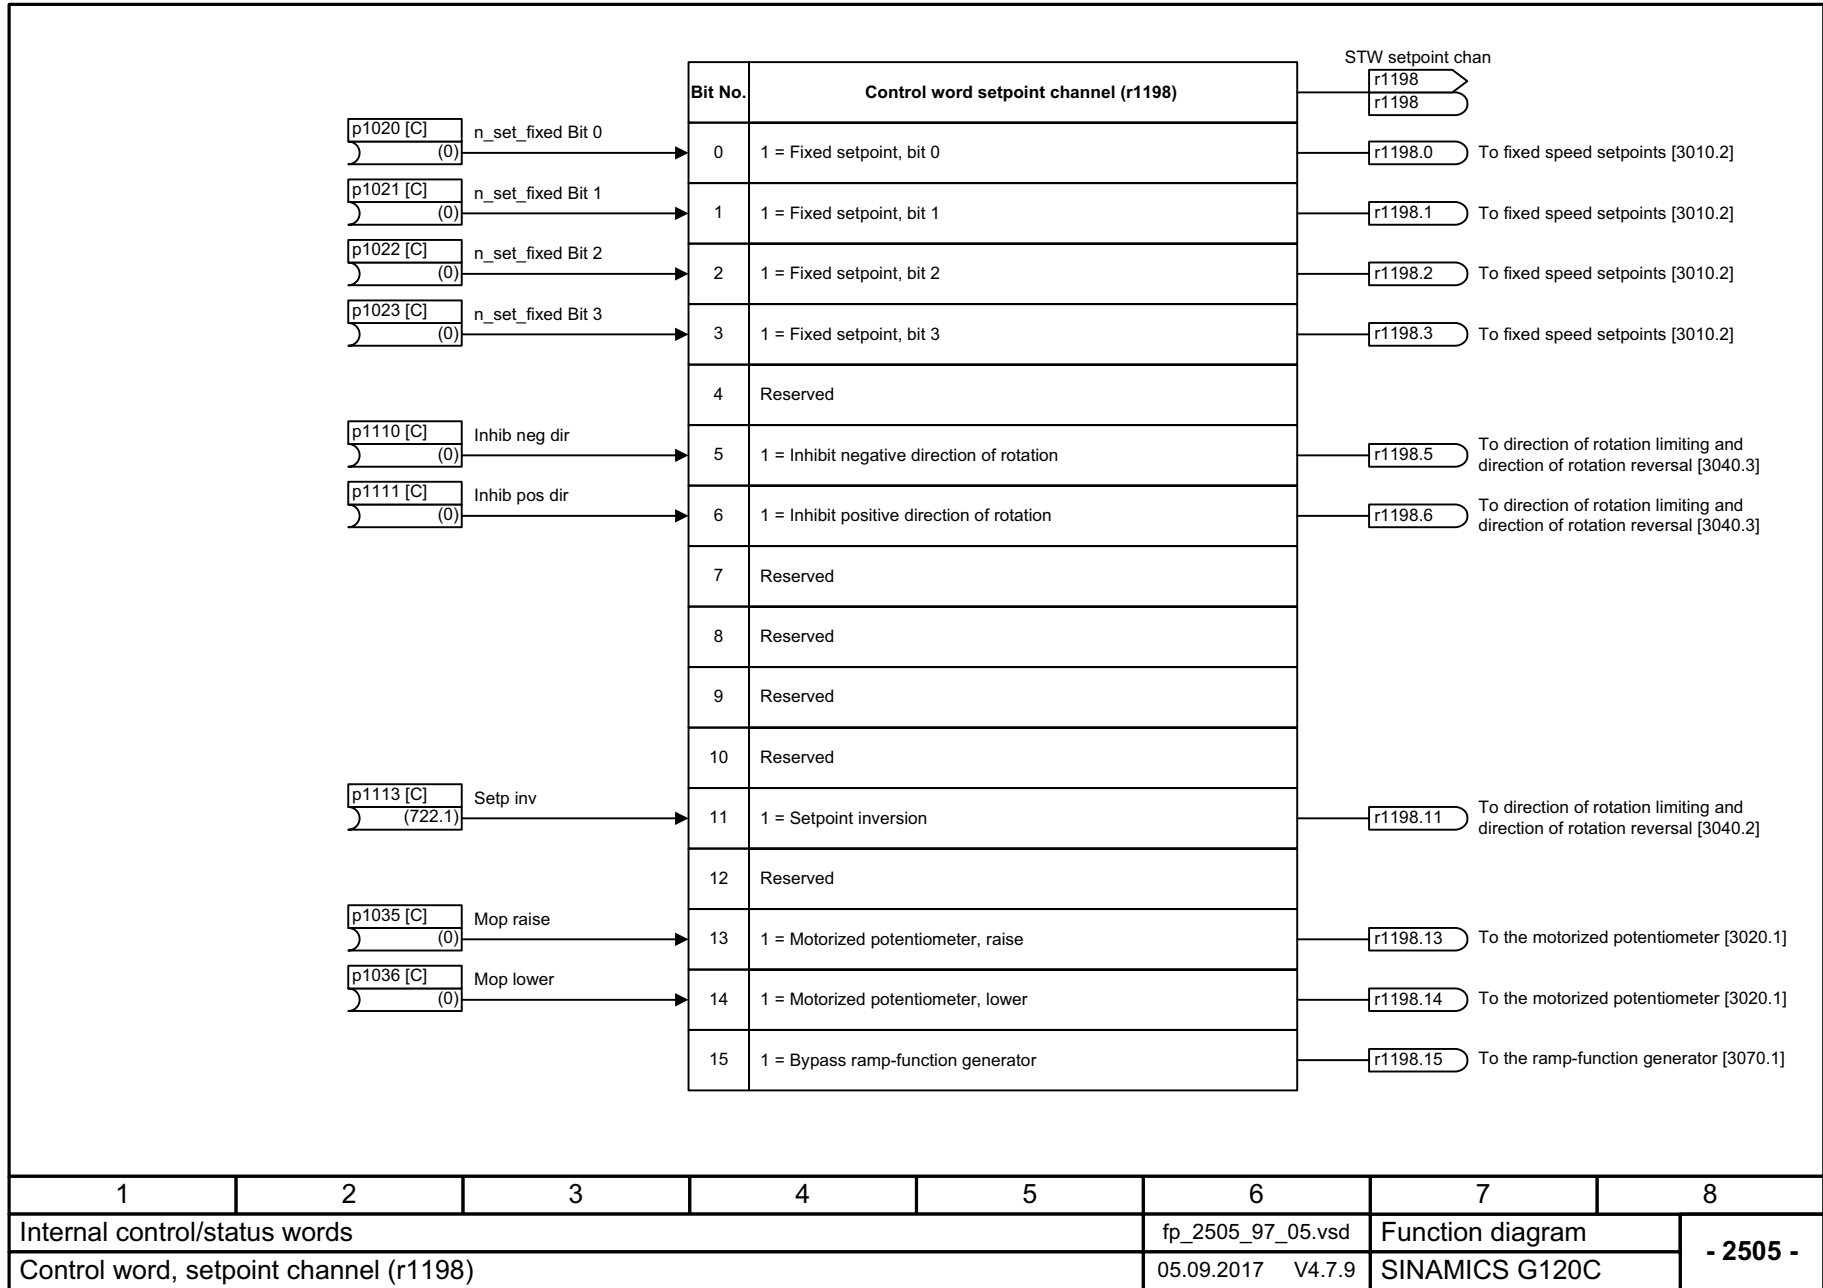 STW setpoint chan
Bit No. Control word setpoint channel (r1198) r1198
r1198
p1020 [C] n_set_fixed Bit 0
(0) 0 1 = Fixed setpoint, bit 0 r1198.0 To fixed speed setpoints [3010.2]
p1021 [C] n_set_fixed Bit 1
(0) 1 1 = Fixed setpoint, bit 1 r1198.1 To fixed speed setpoints [3010.2]
p1022 [C] n_set_fixed Bit 2
(0) 2 1 = Fixed setpoint, bit 2 r1198.2 To fixed speed setpoints [3010.2]
p1023 [C] n_set_fixed Bit 3
(0) 3 1 = Fixed setpoint, bit 3 r1198.3 To fixed speed setpoints [3010.2]
4 Reserved
p1110 [C] Inhib neg dir
(0) 5 1 = Inhibit negative direction of rotation r1198.5 To direction of rotation limiting and
direction of rotation reversal [3040.3]
p1111 [C] Inhib pos dir
(0) 6 1 = Inhibit positive direction of rotation r1198.6 To direction of rotation limiting and
direction of rotation reversal [3040.3]
7 Reserved
8 Reserved
9 Reserved
10 Reserved
p1113 [C] Setp inv
(722.1) 11 1 = Setpoint inversion r1198.11 To direction of rotation limiting and
direction of rotation reversal [3040.2]
12 Reserved
p1035 [C] Mop raise
(0) 13 1 = Motorized potentiometer, raise r1198.13 To the motorized potentiometer [3020.1]
p1036 [C] Mop lower
(0) 14 1 = Motorized potentiometer, lower r1198.14 To the motorized potentiometer [3020.1]
15 1 = Bypass ramp-function generator r1198.15 To the ramp-function generator [3070.1]
1 2 3 4 5 6 7 8
Internal control/status words fp_2505_97_05.vsd Function diagram - 2505 -
Control word, setpoint channel (r1198) 05.09.2017 V4.7.9 SINAMICS G120C